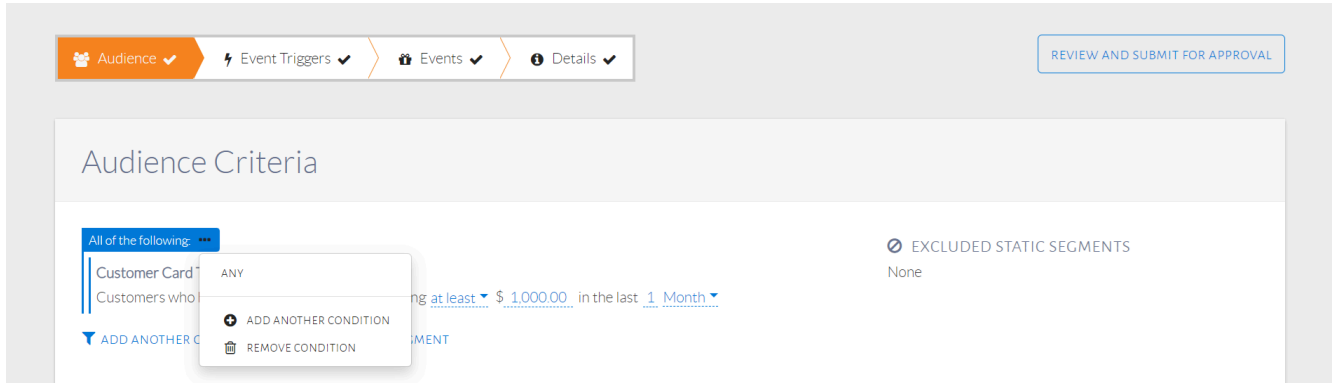 Audience
Event Triggers
Events
Details
REVIEW AND SUBMIT FOR APPROVAL
Audience Criteria
All of the following:
EXCLUDED STATIC SEGMENTS
None
Customer Card
ANY
Customers who
ng at least $ 1,000.00 in the last 1 Month
ADD ANOTHER CONDITION
ADD ANOTHER
MENT
REMOVE CONDITION